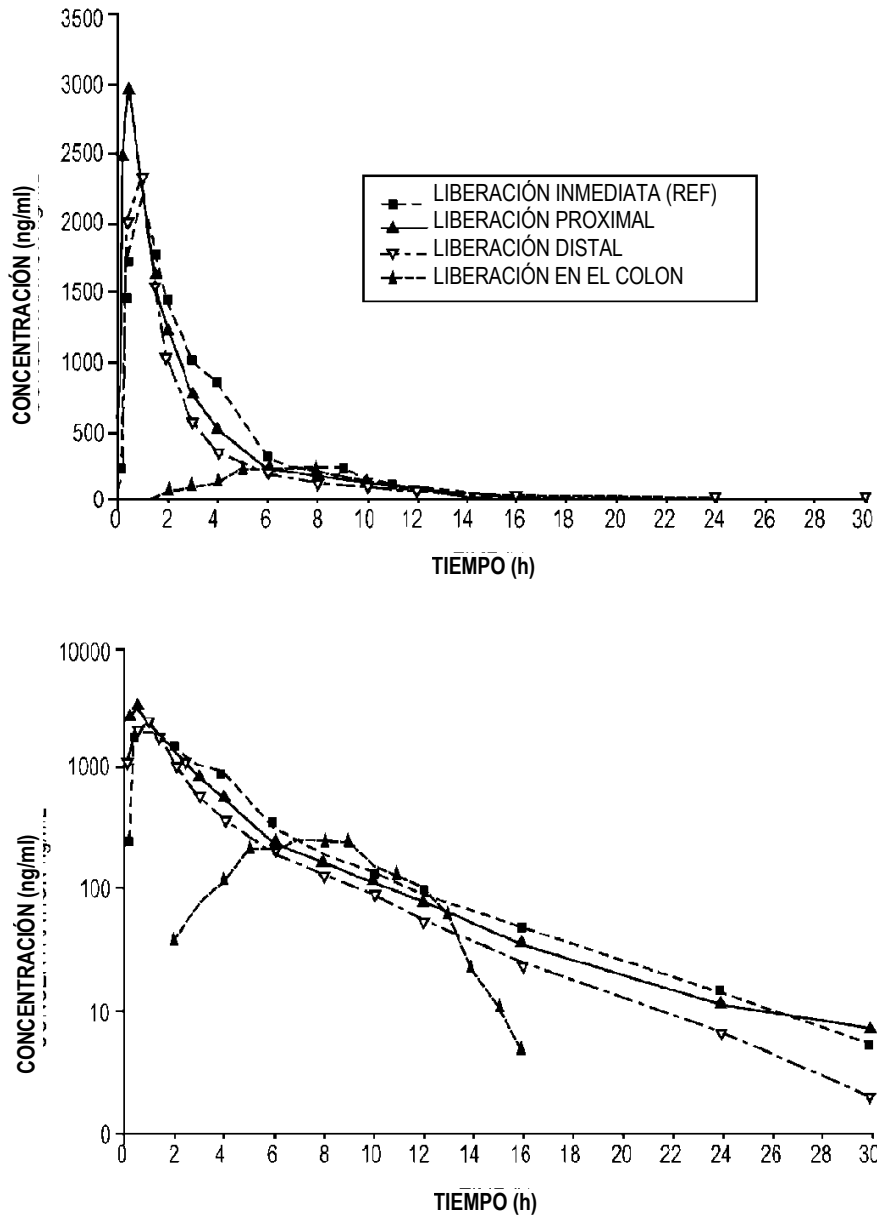 3500
3000
2500
2000
1500
1000
500
0
CONCENTRACIÓN (ng/ml)
LIBERACIÓN INMEDIATA (REF)
LIBERACIÓN PROXIMAL
LIBERACIÓN DISTAL
LIBERACIÓN EN EL COLON
0 2 4 6 8 10 12 14 16 18 20 22 24 26 28 30
TIEMPO (h)
10000
1000
100
10
0
CONCENTRACIÓN (ng/ml)
0 2 4 6 8 10 12 14 16 18 20 22 24 26 28 30
TIEMPO (h)